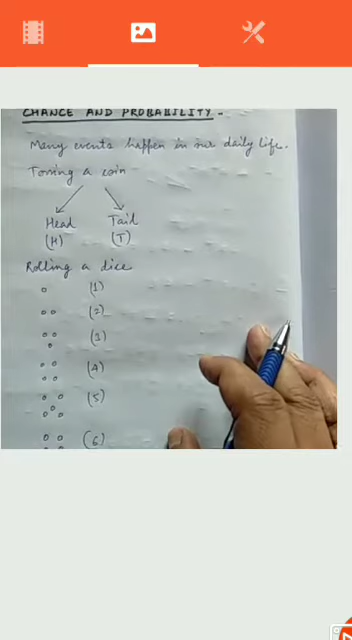 CHANCE AND PROBABILITY.
Many events happen in our daily life.
Tossing a coin
Head Tail
(H) (T)
Rolling a dice
(1)
(2)
(3)
(4)
(5)
(6)